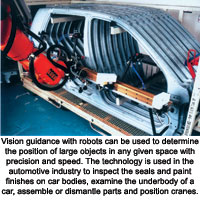 Vision guidance with robots can be used to determine
the position of large objects in any given space with
precision and speed. The technology is used in the
automotive industry to inspect the seals and paint
finishes on car bodies, examine the underbody of a
car, assemble or dismantle parts and position cranes.